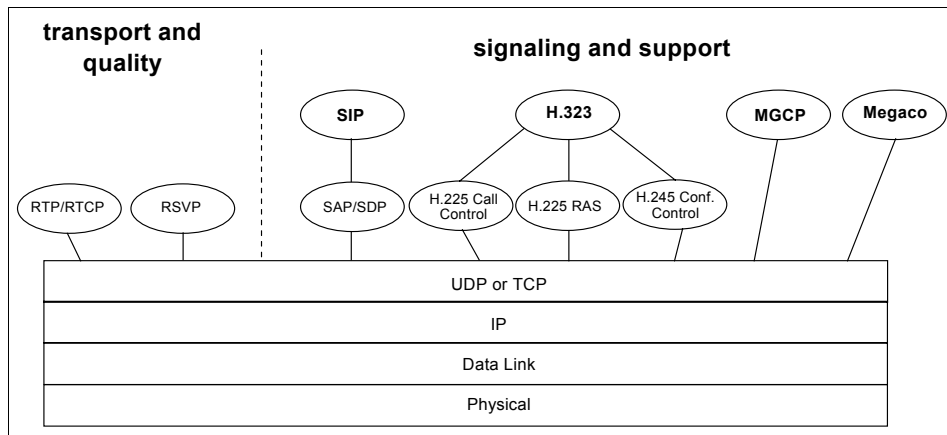 transport and
quality
signaling and support
SIP
H.323
MGCP
Megaco
RTP/RTCP
RSVP
SAP/SDP
H.225 Call
Control
H.225 RAS
H.245 Conf.
Control
UDP or TCP
IP
Data Link
Physical